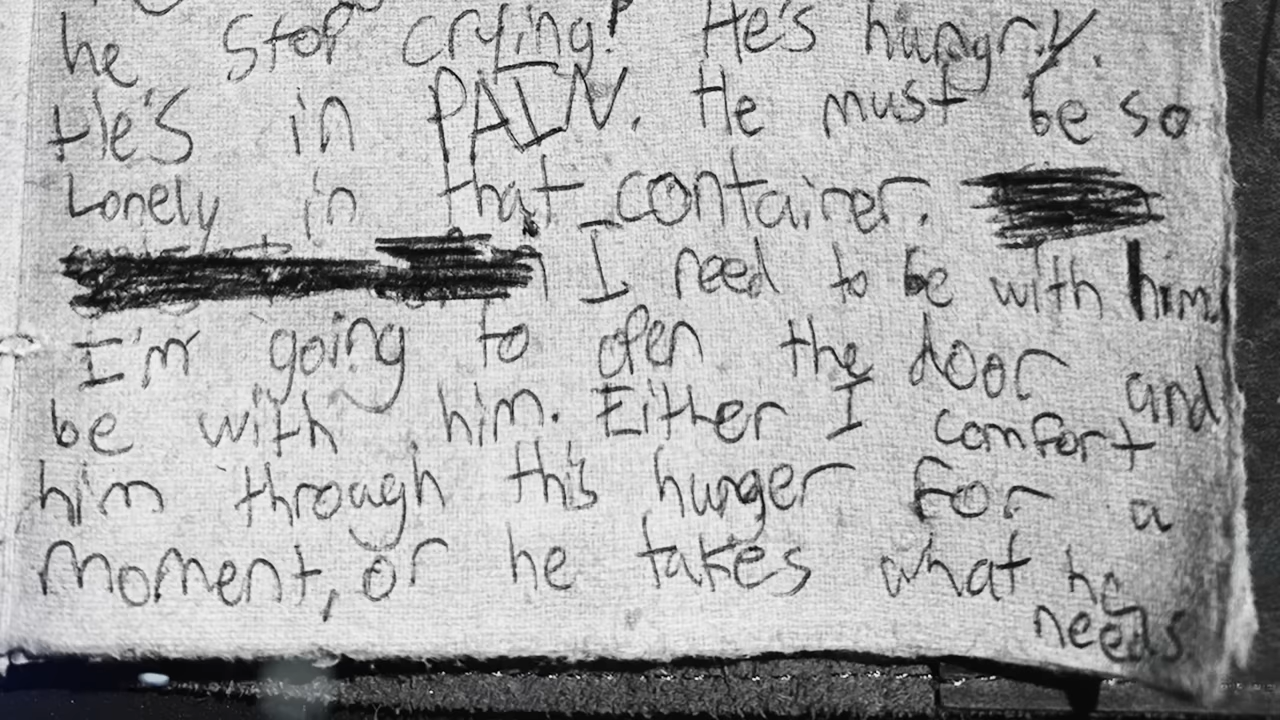 he stop crying? He's hungry.
He's in PAIN. He must be so
Lonely in that container.
I need to be with him.
I'm going to open the door and
be with him. Either I comfort
him through this hunger for a
moment, or he takes what he
needs